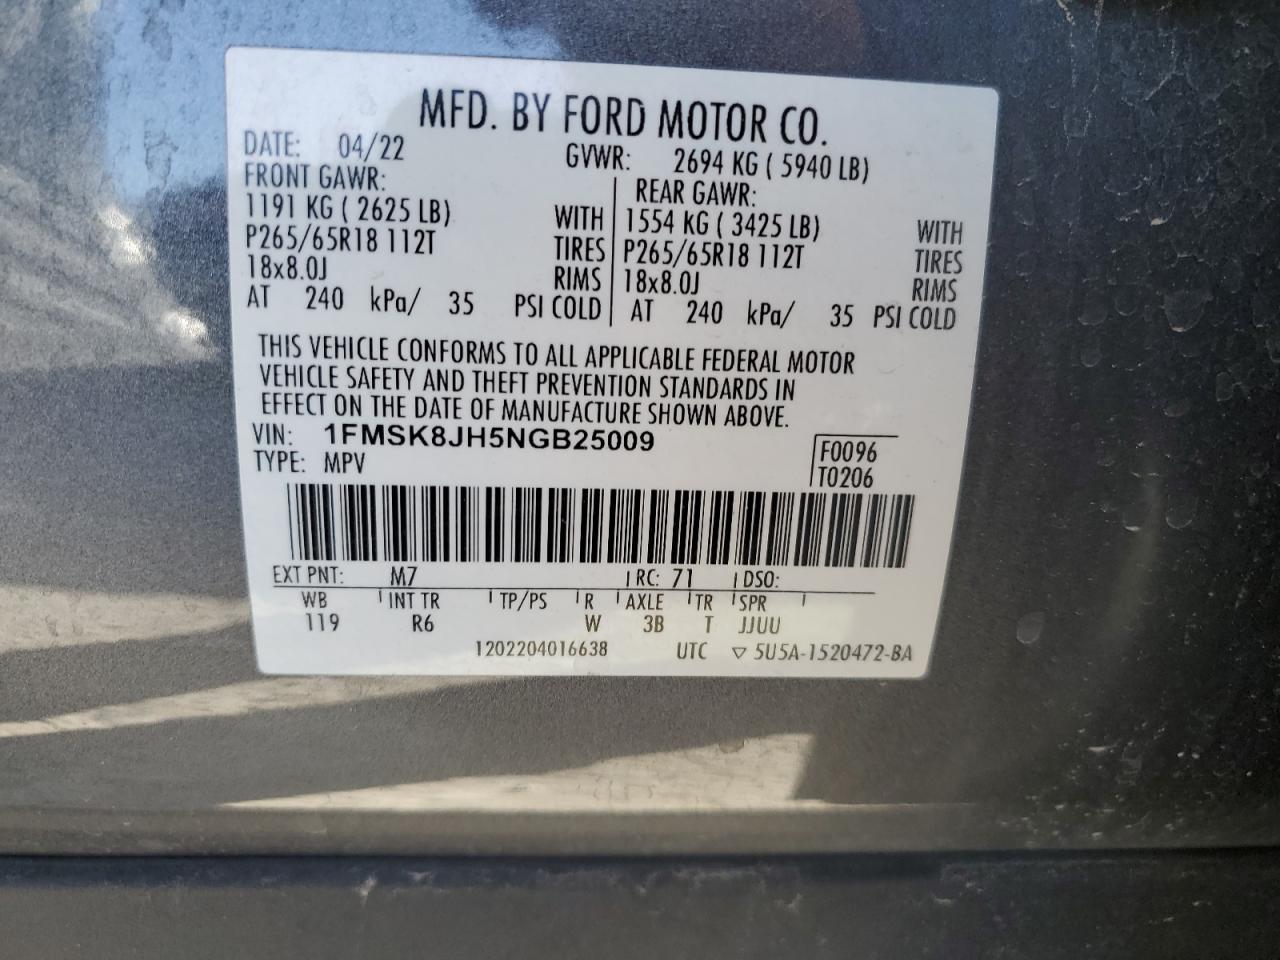 MFD. BY FORD MOTOR CO.
DATE: 04/22 GVWR: 2694 KG ( 5940 LB)
FRONT GAWR: REAR GAWR:
1191 KG ( 2625 LB) WITH 1554 KG ( 3425 LB) WITH
P265/65R18 112T TIRES P265/65R18 112T TIRES
18x8.0J RIMS 18x8.0J RIMS
AT 240 kPa/ 35 PSI COLD AT 240 kPa/ 35 PSI COLD
THIS VEHICLE CONFORMS TO ALL APPLICABLE FEDERAL MOTOR
VEHICLE SAFETY AND THEFT PREVENTION STANDARDS IN
EFFECT ON THE DATE OF MANUFACTURE SHOWN ABOVE.
VIN: 1FMSK8JH5NGB25009 F0096
TYPE: MPV T0206
EXT PNT: M7 RC: 71 DSO:
WB INT TR TP/PS R AXLE TR SPR
119 R6 W 3B T JJUU
1202204016638 UTC ▽ 5U5A-1520472-BA